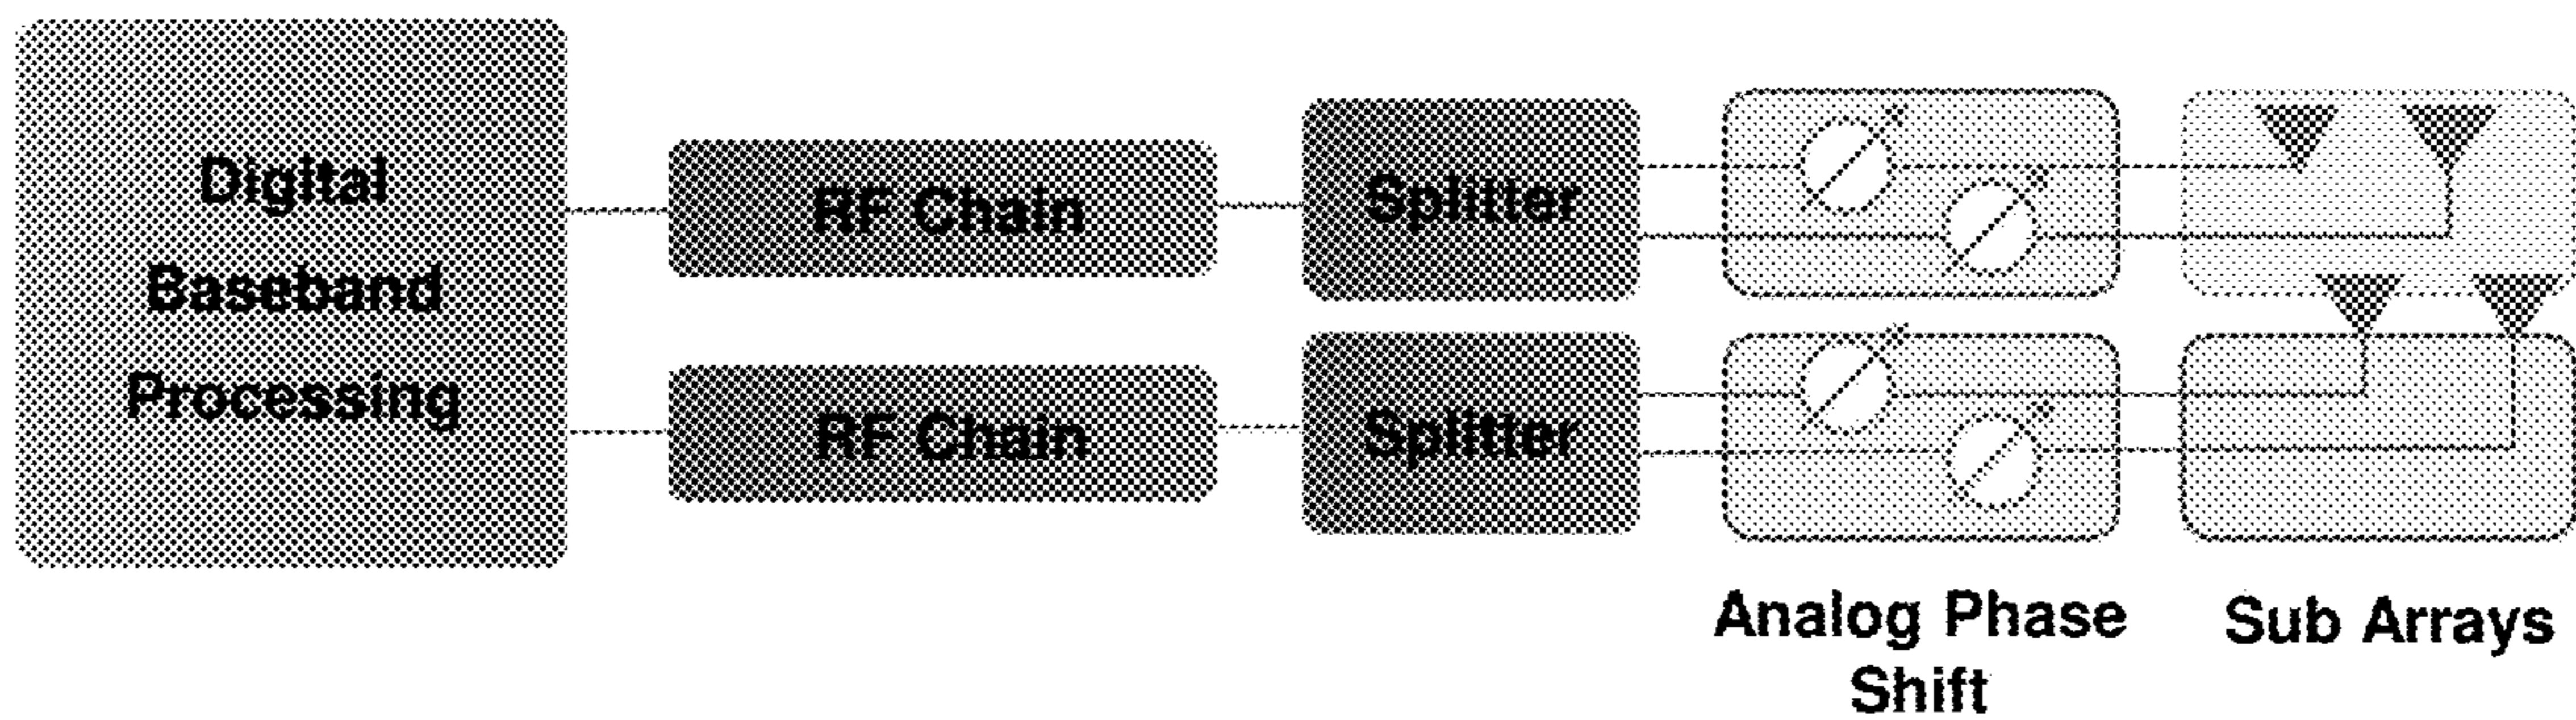 Digital
Baseband
Processing
RF Chain
Splitter
RF Chain
Splitter
Analog Phase
Shift
Sub Arrays